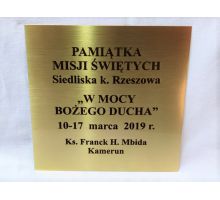 PAMIĄTKA
MISJI ŚWIĘTYCH
Siedliska k. Rzeszowa
„W MOCY
BOŻEGO DUCHA”
10-17 marca 2019 r.
Ks. Franck H. Mbida
Kamerun